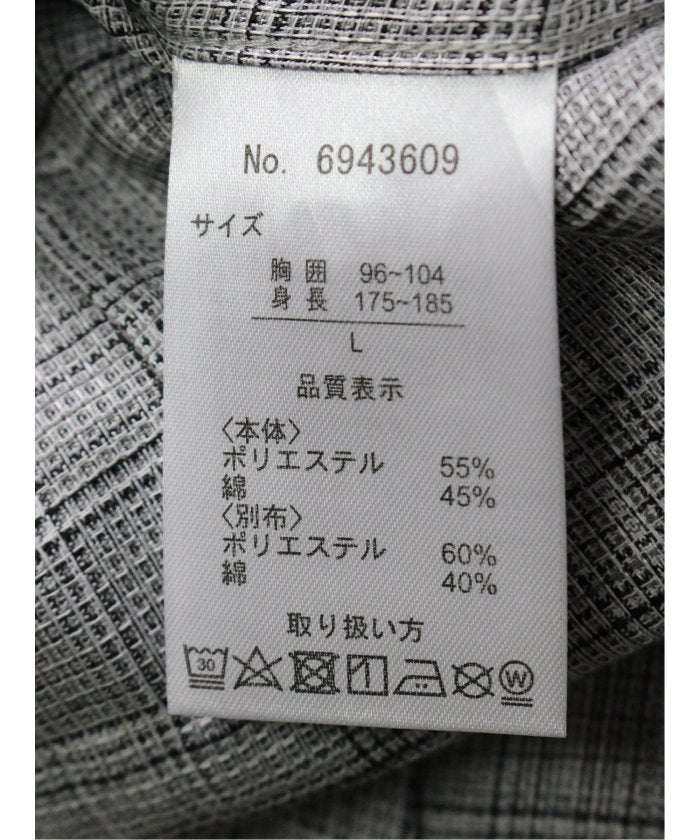 No. 6943609
サイズ
胸囲 96~104
身長 175~185
L
品質表示
〈本体〉
ポリエステル 55%
綿 45%
〈別布〉
ポリエステル 60%
綿 40%
取り扱い方
30 W